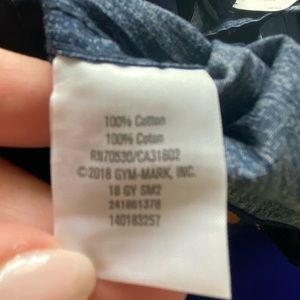 100% Cotton
100% Coton
RN70530/CA31602
©2018 GYM-MARK, INC.
18 GY SM2
241861378
140183257